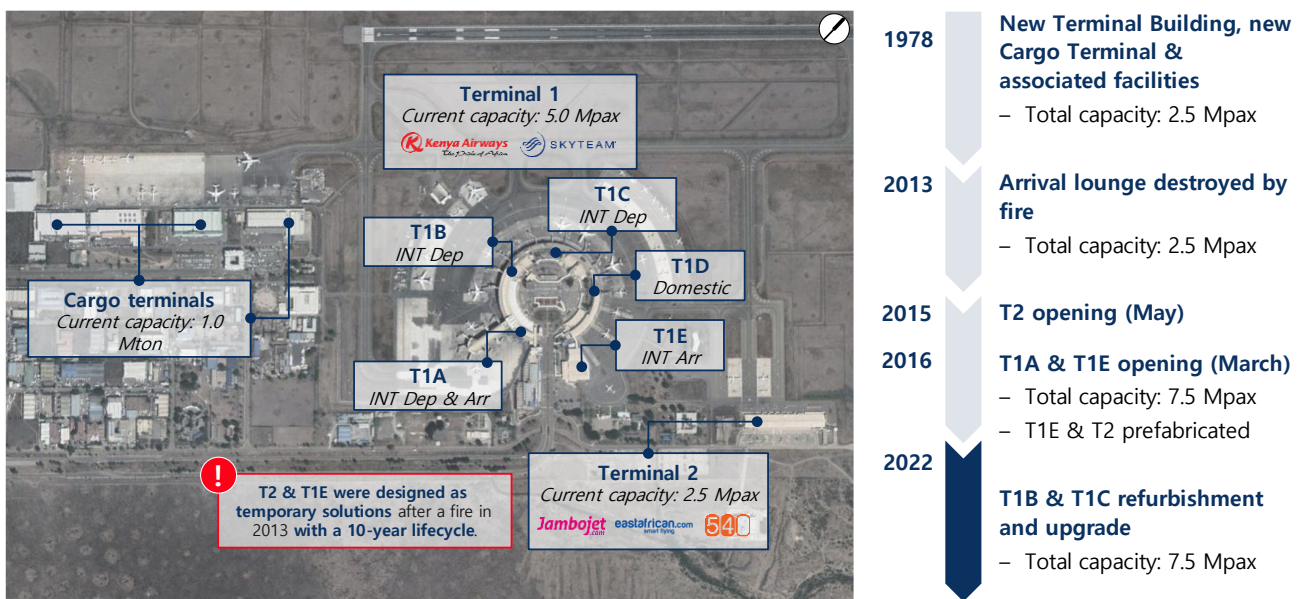 Terminal 1
Current capacity: 5.0 Mpax
Kenya Airways
The Pride of Africa
SKYTEAM
T1C
INT Dep
T1B
INT Dep
T1D
Domestic
Cargo terminals
Current capacity: 1.0
Mton
T1E
INT Arr
T1A
INT Dep & Arr
!
T2 & T1E were designed as
temporary solutions after a fire in
2013 with a 10-year lifecycle.
Terminal 2
Current capacity: 2.5 Mpax
Jambojet
.com
eastafrican.com
smart flying
540
1978
New Terminal Building, new
Cargo Terminal &
associated facilities
– Total capacity: 2.5 Mpax
2013
Arrival lounge destroyed by
fire
– Total capacity: 2.5 Mpax
2015
T2 opening (May)
2016
T1A & T1E opening (March)
– Total capacity: 7.5 Mpax
– T1E & T2 prefabricated
2022
T1B & T1C refurbishment
and upgrade
– Total capacity: 7.5 Mpax